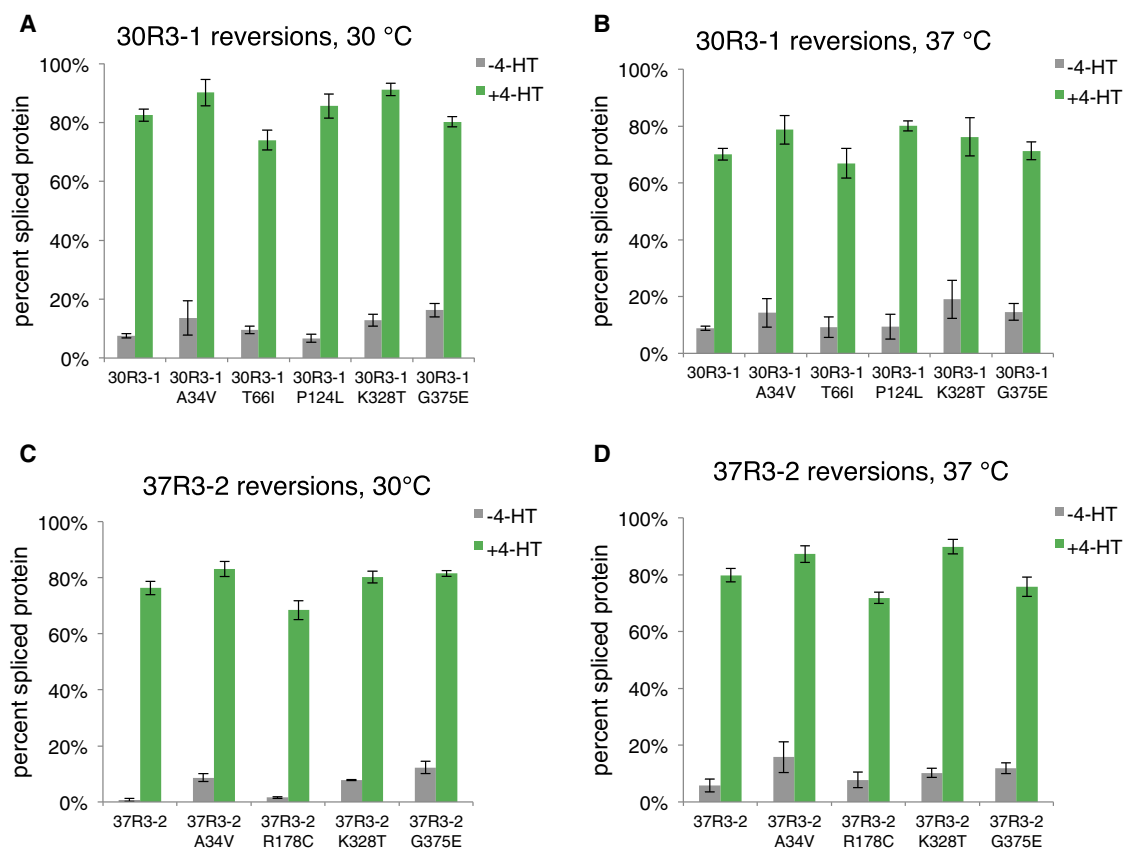 A
30R3-1 reversions, 30 °C
-4-HT
+4-HT
percent spliced protein
100%
80%
60%
40%
20%
0%
30R3-1 30R3-1 30R3-1 30R3-1 30R3-1 30R3-1
A34V T66I P124L K328T G375E
B
30R3-1 reversions, 37 °C
-4-HT
+4-HT
percent spliced protein
100%
80%
60%
40%
20%
0%
30R3-1 30R3-1 30R3-1 30R3-1 30R3-1 30R3-1
A34V T66I P124L K328T G375E
C
37R3-2 reversions, 30°C
-4-HT
+4-HT
percent spliced protein
100%
80%
60%
40%
20%
0%
37R3-2 37R3-2 37R3-2 37R3-2 37R3-2
A34V R178C K328T G375E
D
37R3-2 reversions, 37 °C
-4-HT
+4-HT
percent spliced protein
100%
80%
60%
40%
20%
0%
37R3-2 37R3-2 37R3-2 37R3-2 37R3-2
A34V R178C K328T G375E